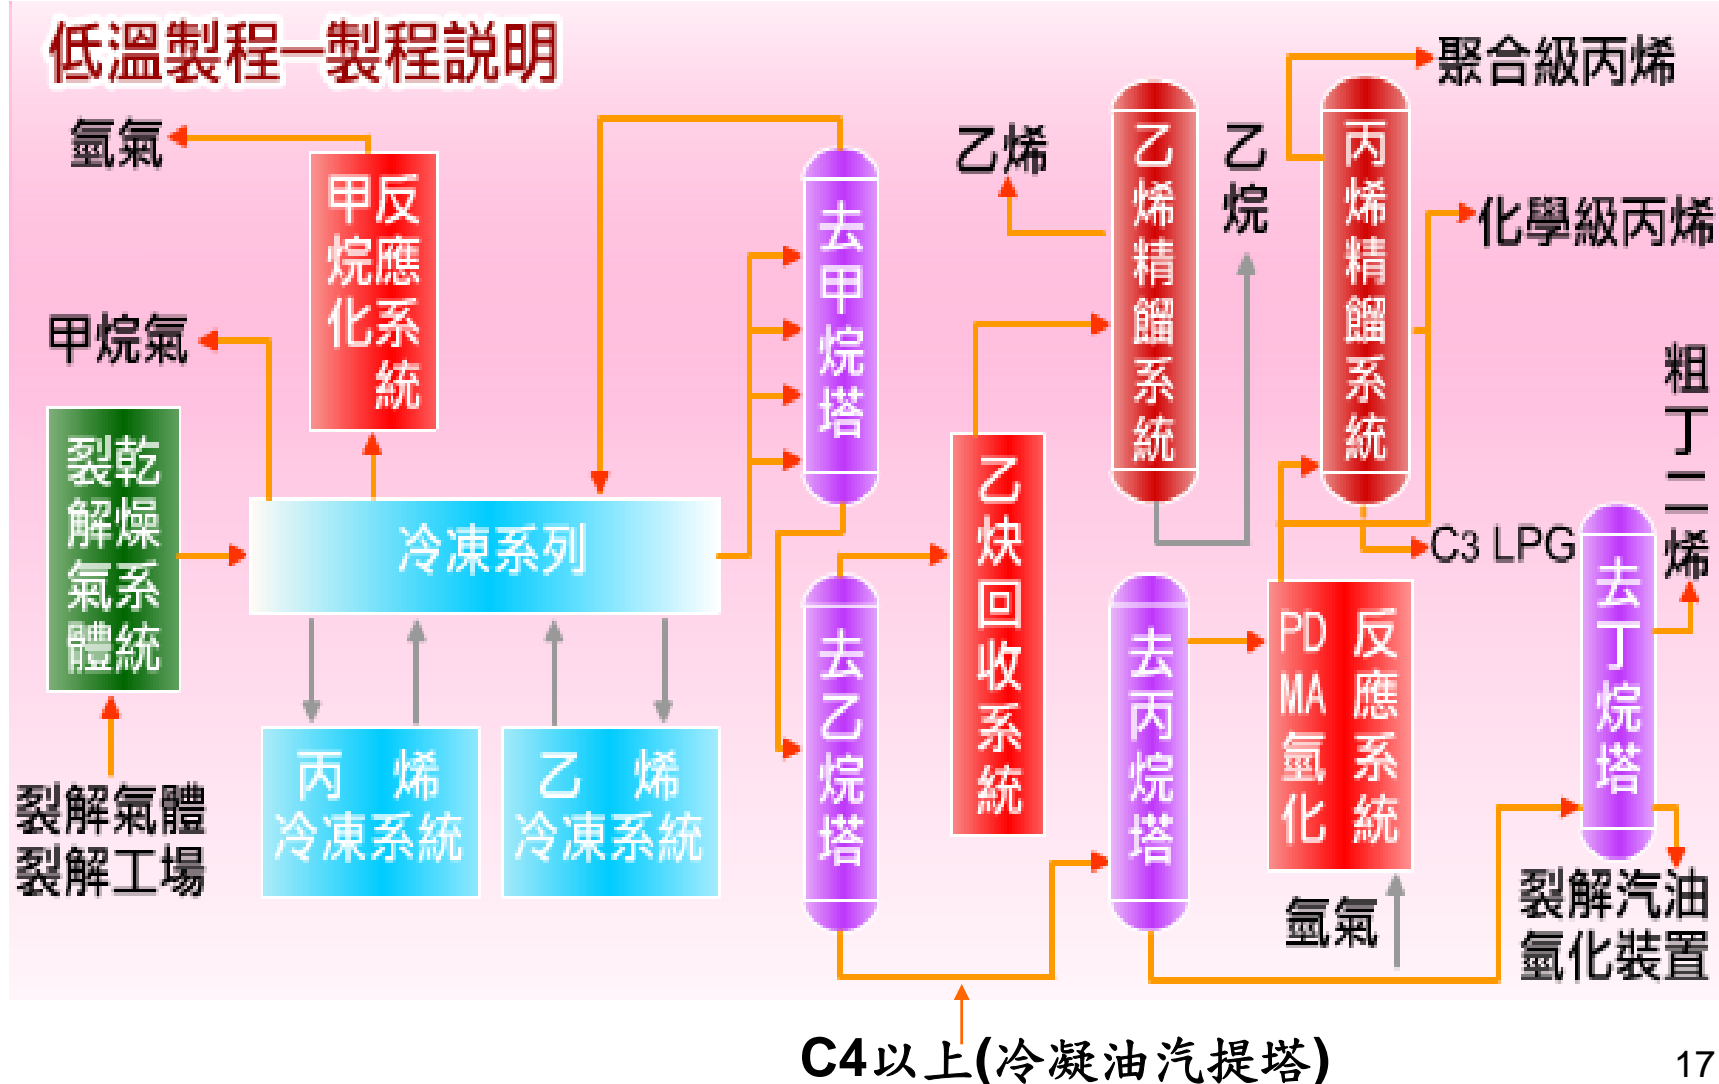 低溫製程─製程説明
氫氣
甲烷化
反應系統
甲烷氣
裂解氣體
乾燥系統
裂解氣體
裂解工場
冷凍系列
丙烯
冷凍系統
乙烯
冷凍系統
去甲烷塔
去乙烷塔
乙烯
乙炔回收系統
乙烯精餾系統
乙烷
去丙烷塔
PD
MA
氫化
反應系統
氫氣
丙烯精餾系統
聚合級丙烯
化學級丙烯
C3 LPG
粗丁二烯
去丁烷塔
裂解汽油
氫化裝置
C4以上(冷凝油汽提塔)
17